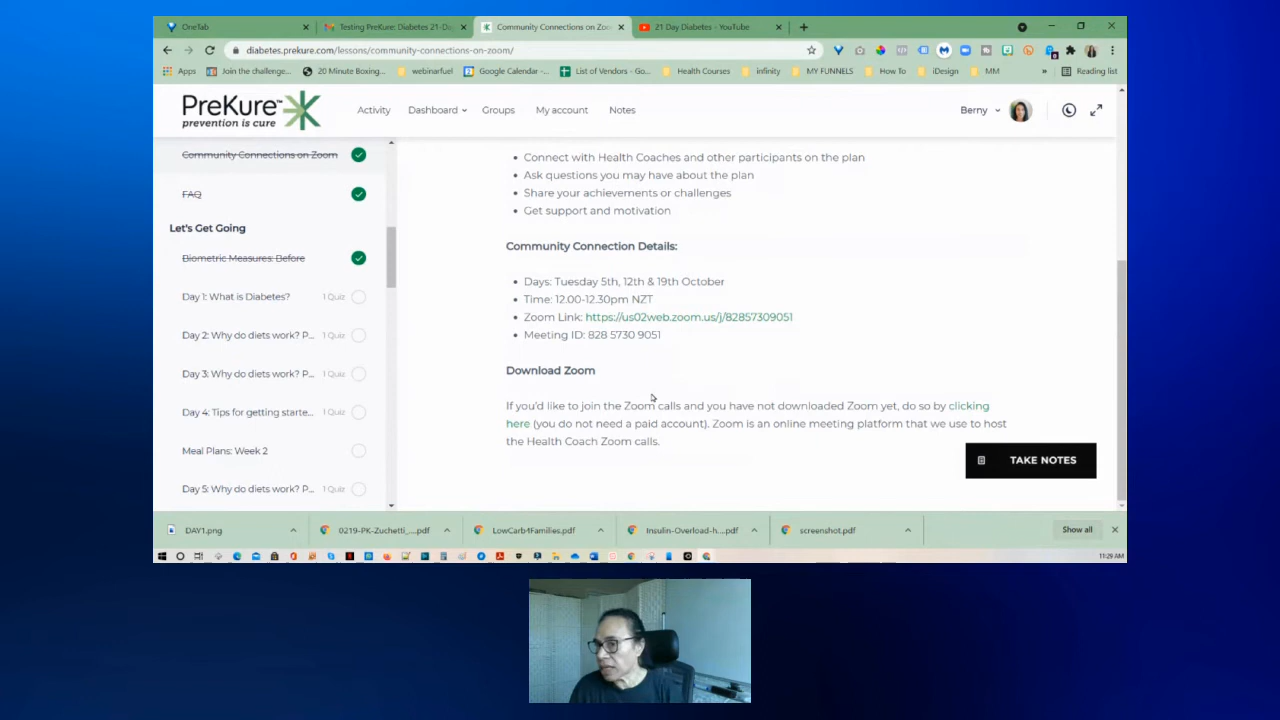 OneTab
Testing PreKure: Diabetes 21-Day
Community Connections on Zoo
21 Day Diabetes - YouTube
diabetes.prekure.com/lessons/community-connections-on-zoom/
Apps
Join the challenge...
20 Minute Boxing...
webinarfuel
Google Calendar -...
List of Vendors - Go...
Health Courses
infinity
MY FUNNELS
How To
iDesign
MM
»
Reading list
PreKure™
prevention is cure
Activity
Dashboard
Groups
My account
Notes
Berny
Community Connections on Zoom
FAQ
Let's Get Going
Biometric Measures: Before
Day 1: What is Diabetes? 1 Quiz
Day 2: Why do diets work? P... 1 Quiz
Day 3: Why do diets work? P... 1 Quiz
Day 4: Tips for getting starte... 1 Quiz
Meal Plans: Week 2
Day 5: Why do diets work? P... 1 Quiz
• Connect with Health Coaches and other participants on the plan
• Ask questions you may have about the plan
• Share your achievements or challenges
• Get support and motivation
Community Connection Details:
• Days: Tuesday 5th, 12th & 19th October
• Time: 12.00-12.30pm NZT
• Zoom Link: https://us02web.zoom.us/j/82857309051
• Meeting ID: 828 5730 9051
Download Zoom
If you'd like to join the Zoom calls and you have not downloaded Zoom yet, do so by clicking
here (you do not need a paid account). Zoom is an online meeting platform that we use to host
the Health Coach Zoom calls.
TAKE NOTES
DAY1.png
0219-PK-Zuchetti_....pdf
LowCarb4Families.pdf
Insulin-Overload-h....pdf
screenshot.pdf
Show all
11:29 AM